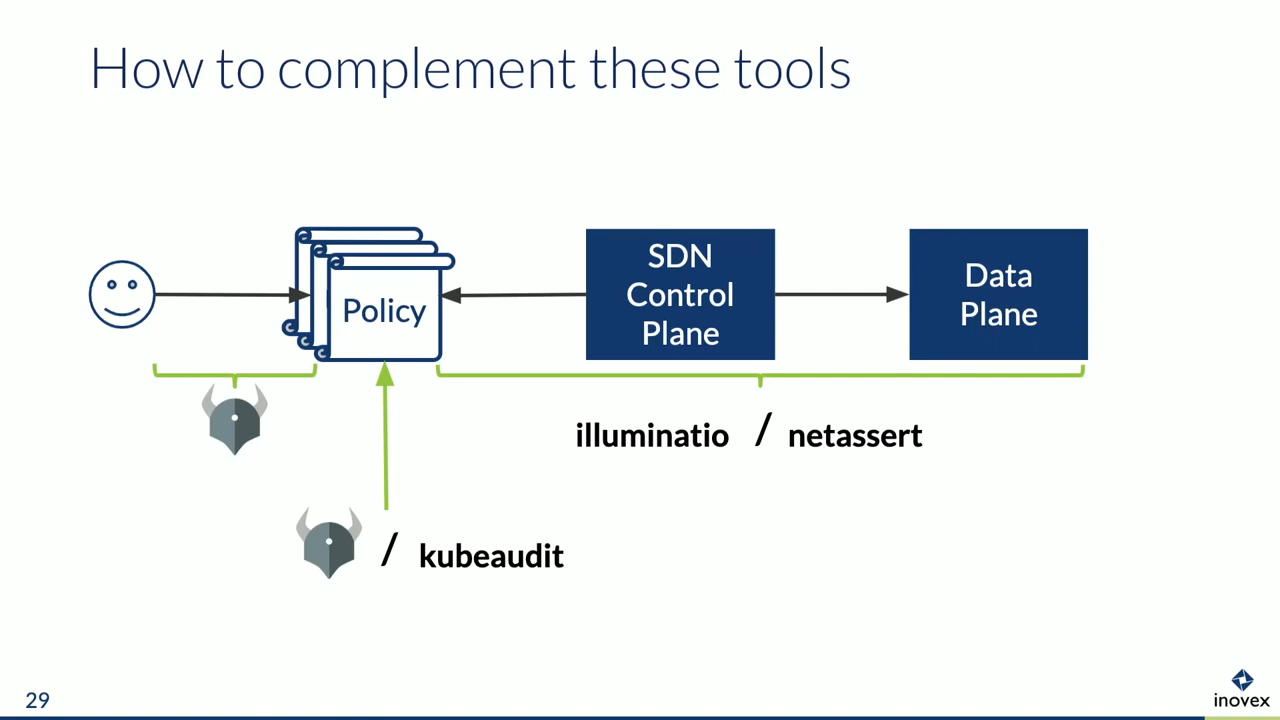 How to complement these tools
Policy
SDN
Control
Plane
Data
Plane
illuminatio / netassert
/ kubeaudit
29
inovex